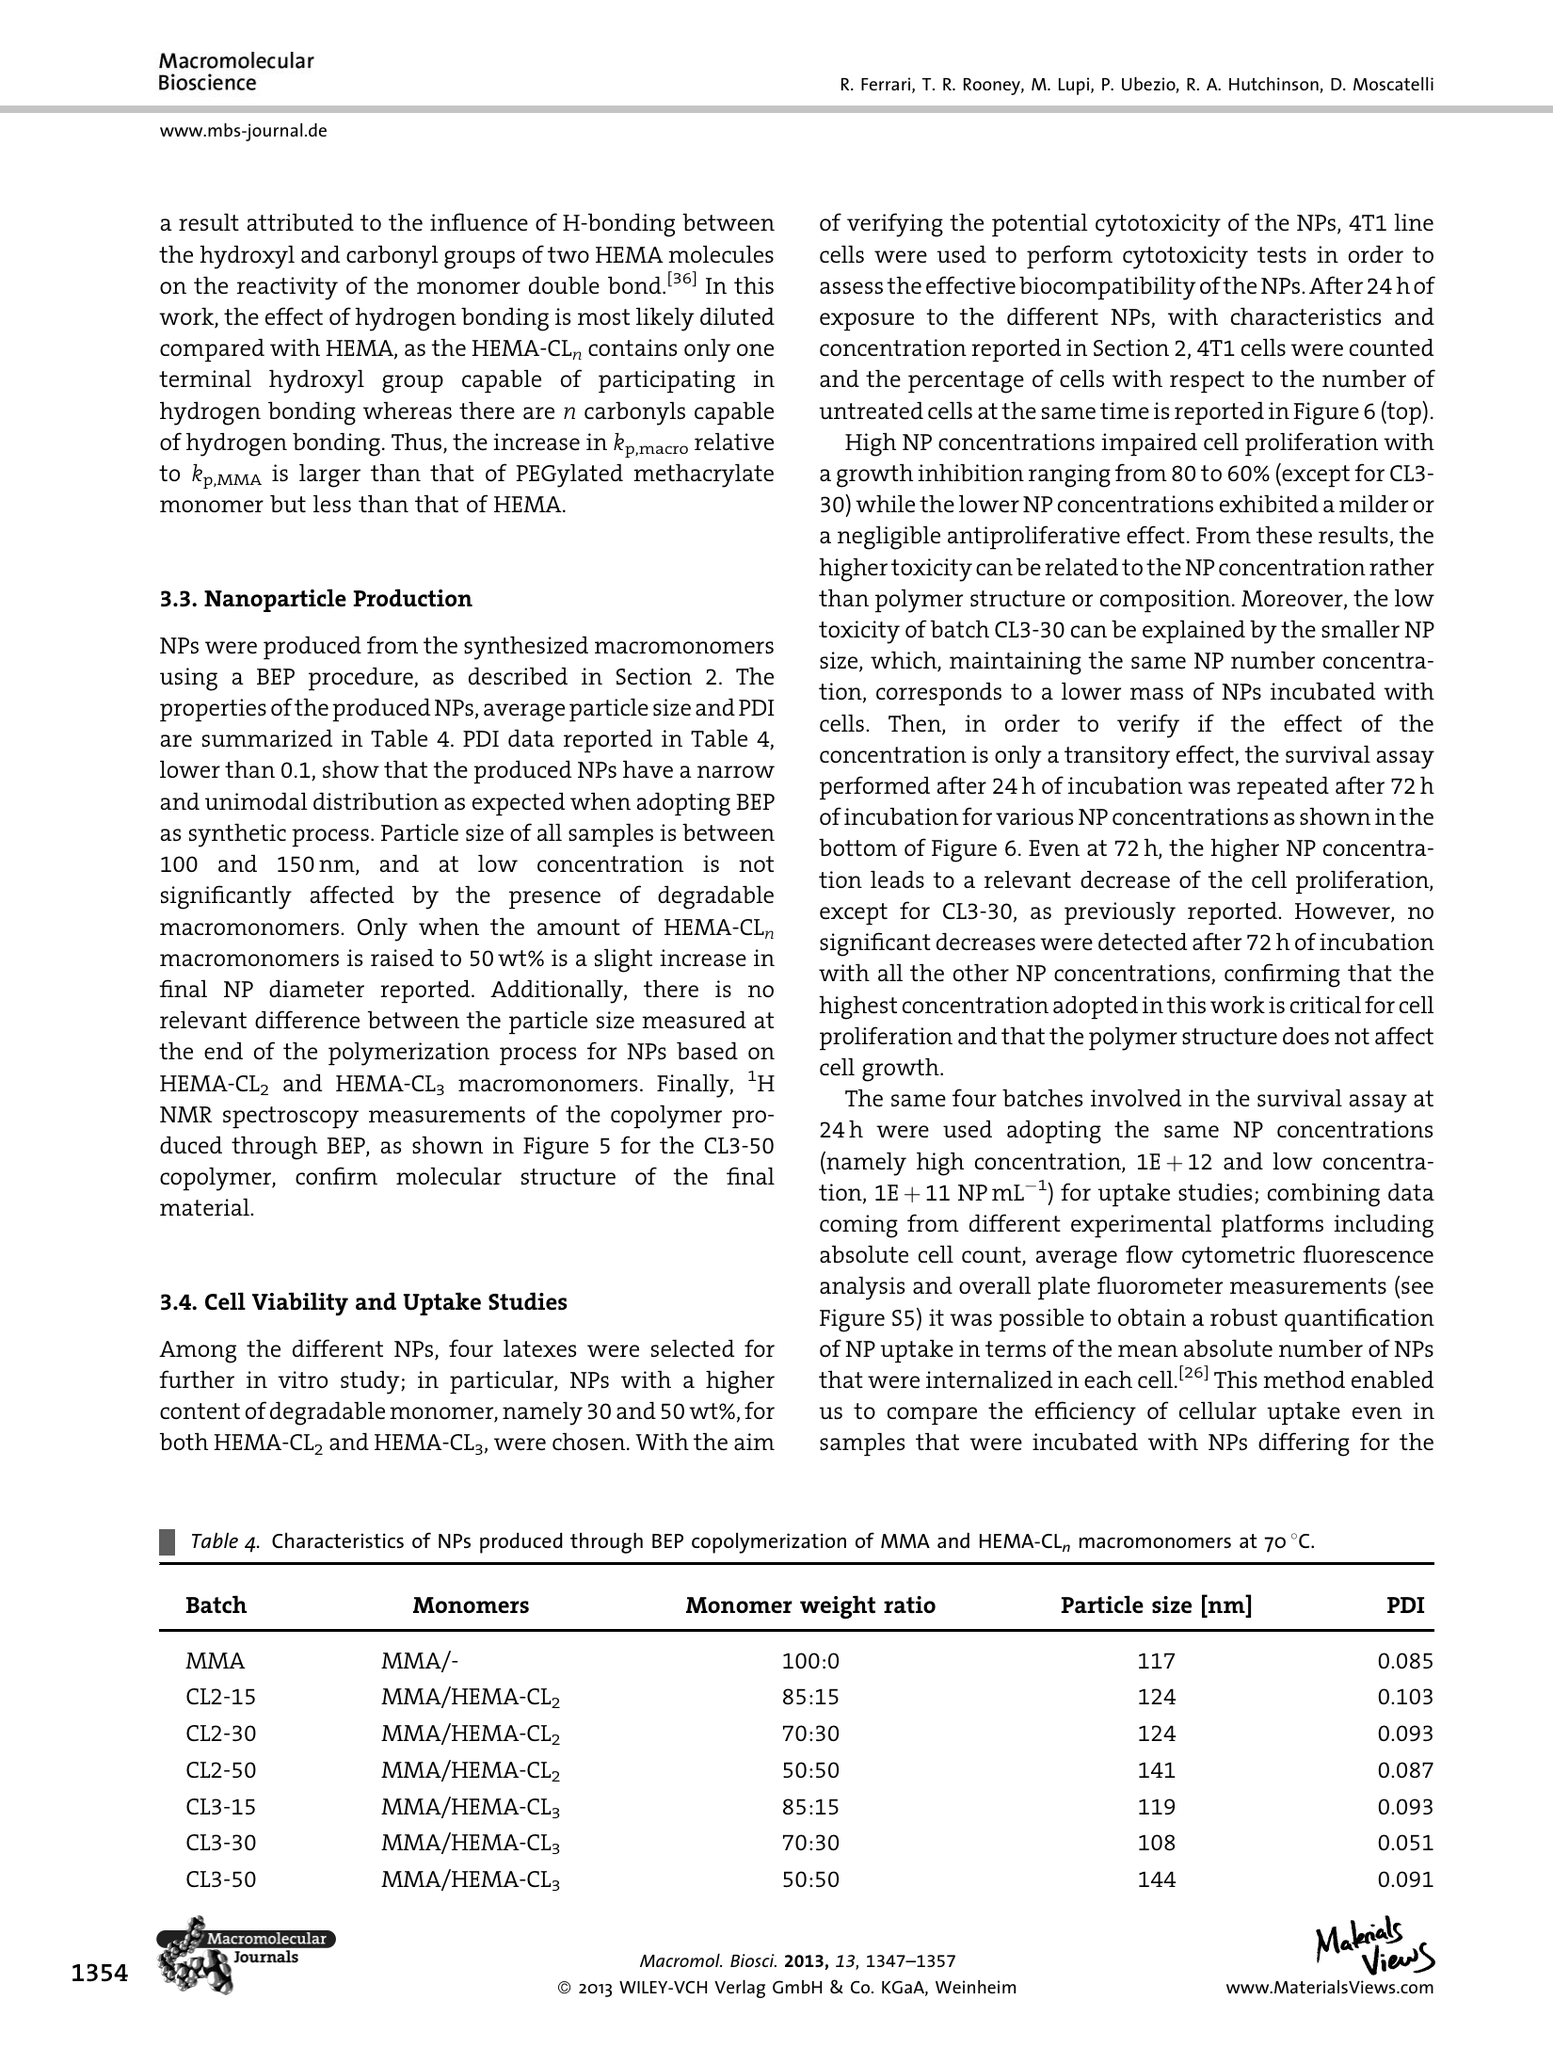 Macromolecular
Bioscience
R. Ferrari, T. R. Rooney, M. Lupi, P. Ubezio, R. A. Hutchinson, D. Moscatelli
www.mbs-journal.de
a result attributed to the influence of H-bonding between
the hydroxyl and carbonyl groups of two HEMA molecules
on the reactivity of the monomer double bond.[36] In this
work, the effect of hydrogen bonding is most likely diluted
compared with HEMA, as the HEMA-CLn contains only one
terminal hydroxyl group capable of participating in
hydrogen bonding whereas there are n carbonyls capable
of hydrogen bonding. Thus, the increase in kp,macro relative
to kp,MMA is larger than that of PEGylated methacrylate
monomer but less than that of HEMA.
3.3. Nanoparticle Production
NPs were produced from the synthesized macromonomers
using a BEP procedure, as described in Section 2. The
properties of the produced NPs, average particle size and PDI
are summarized in Table 4. PDI data reported in Table 4,
lower than 0.1, show that the produced NPs have a narrow
and unimodal distribution as expected when adopting BEP
as synthetic process. Particle size of all samples is between
100 and 150 nm, and at low concentration is not
significantly affected by the presence of degradable
macromonomers. Only when the amount of HEMA-CLn
macromonomers is raised to 50 wt% is a slight increase in
final NP diameter reported. Additionally, there is no
relevant difference between the particle size measured at
the end of the polymerization process for NPs based on
HEMA-CL2 and HEMA-CL3 macromonomers. Finally, 1H
NMR spectroscopy measurements of the copolymer pro-
duced through BEP, as shown in Figure 5 for the CL3-50
copolymer, confirm molecular structure of the final
material.
3.4. Cell Viability and Uptake Studies
Among the different NPs, four latexes were selected for
further in vitro study; in particular, NPs with a higher
content of degradable monomer, namely 30 and 50 wt%, for
both HEMA-CL2 and HEMA-CL3, were chosen. With the aim
of verifying the potential cytotoxicity of the NPs, 4T1 line
cells were used to perform cytotoxicity tests in order to
assess the effective biocompatibility of the NPs. After 24 h of
exposure to the different NPs, with characteristics and
concentration reported in Section 2, 4T1 cells were counted
and the percentage of cells with respect to the number of
untreated cells at the same time is reported in Figure 6 (top).
High NP concentrations impaired cell proliferation with
a growth inhibition ranging from 80 to 60% (except for CL3-
30) while the lower NP concentrations exhibited a milder or
a negligible antiproliferative effect. From these results, the
higher toxicity can be related to the NP concentration rather
than polymer structure or composition. Moreover, the low
toxicity of batch CL3-30 can be explained by the smaller NP
size, which, maintaining the same NP number concentra-
tion, corresponds to a lower mass of NPs incubated with
cells. Then, in order to verify if the effect of the
concentration is only a transitory effect, the survival assay
performed after 24 h of incubation was repeated after 72 h
of incubation for various NP concentrations as shown in the
bottom of Figure 6. Even at 72 h, the higher NP concentra-
tion leads to a relevant decrease of the cell proliferation,
except for CL3-30, as previously reported. However, no
significant decreases were detected after 72 h of incubation
with all the other NP concentrations, confirming that the
highest concentration adopted in this work is critical for cell
proliferation and that the polymer structure does not affect
cell growth.
The same four batches involved in the survival assay at
24 h were used adopting the same NP concentrations
(namely high concentration, 1E + 12 and low concentra-
tion, 1E + 11 NP mL−1) for uptake studies; combining data
coming from different experimental platforms including
absolute cell count, average flow cytometric fluorescence
analysis and overall plate fluorometer measurements (see
Figure S5) it was possible to obtain a robust quantification
of NP uptake in terms of the mean absolute number of NPs
that were internalized in each cell.[26] This method enabled
us to compare the efficiency of cellular uptake even in
samples that were incubated with NPs differing for the
Table 4. Characteristics of NPs produced through BEP copolymerization of MMA and HEMA-CLn macromonomers at 70 °C.
Batch Monomers Monomer weight ratio Particle size [nm] PDI
MMA MMA/- 100:0 117 0.085
CL2-15 MMA/HEMA-CL2 85:15 124 0.103
CL2-30 MMA/HEMA-CL2 70:30 124 0.093
CL2-50 MMA/HEMA-CL2 50:50 141 0.087
CL3-15 MMA/HEMA-CL3 85:15 119 0.093
CL3-30 MMA/HEMA-CL3 70:30 108 0.051
CL3-50 MMA/HEMA-CL3 50:50 144 0.091
1354
Macromolecular
Journals
Macromol. Biosci. 2013, 13, 1347–1357
© 2013 WILEY-VCH Verlag GmbH & Co. KGaA, Weinheim
Materials
Views
www.MaterialsViews.com